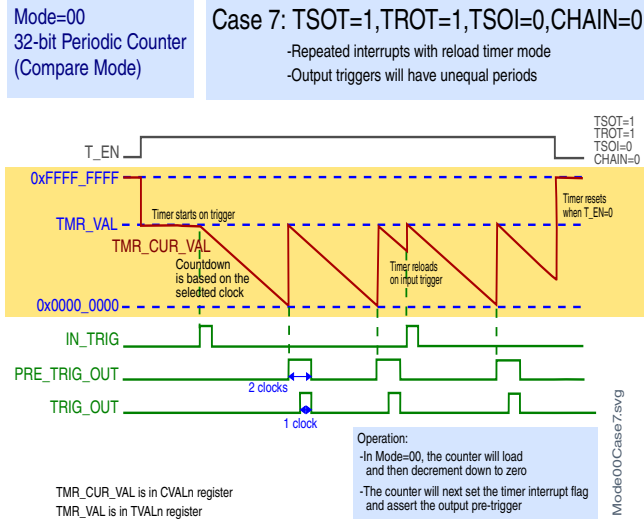 Mode=00
32-bit Periodic Counter
(Compare Mode)
Case 7: TSOT=1,TROT=1,TSOI=0,CHAIN=0
-Repeated interrupts with reload timer mode
-Output triggers will have unequal periods
TSOT=1
TROT=1
TSOI=0
CHAIN=0
T_EN
0xFFFF_FFFF
Timer starts on trigger
Timer resets
when T_EN=0
TMR_VAL
TMR_CUR_VAL
Countdown
is based on the
selected clock
Timer reloads
on input trigger
0x0000_0000
IN_TRIG
PRE_TRIG_OUT
2 clocks
TRIG_OUT
1 clock
Operation:
-In Mode=00, the counter will load
and then decrement down to zero
-The counter will next set the timer interrupt flag
and assert the output pre-trigger
TMR_CUR_VAL is in CVALn register
TMR_VAL is in TVALn register
Mode00Case7.svg